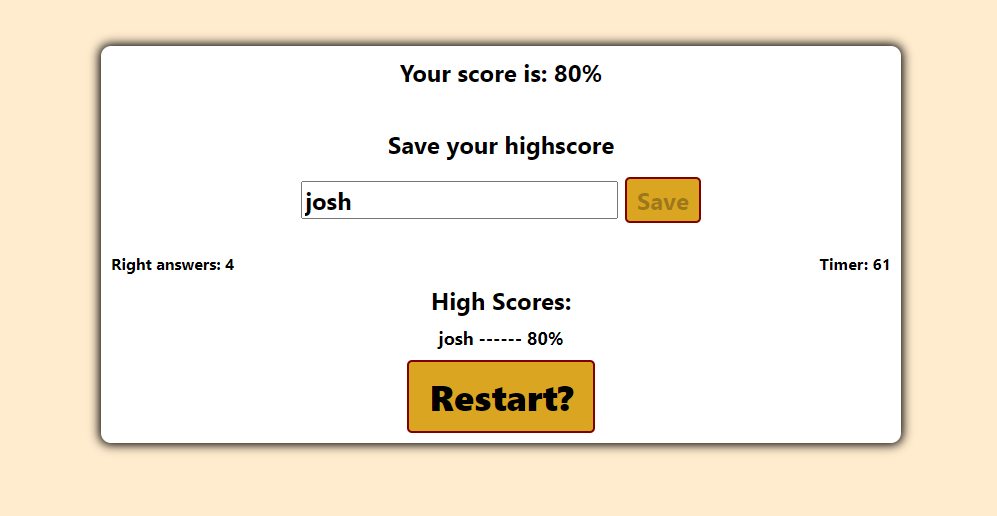 Your score is: 80%
Save your highscore
josh Save
Right answers: 4 Timer: 61
High Scores:
josh ------ 80%
Restart?